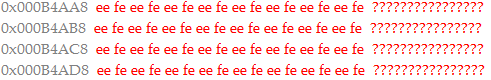 0x000B4AA8 ee fe ee fe ee fe ee fe ee fe ee fe ee fe ee fe ????????????????
0x000B4AB8 ee fe ee fe ee fe ee fe ee fe ee fe ee fe ee fe ????????????????
0x000B4AC8 ee fe ee fe ee fe ee fe ee fe ee fe ee fe ee fe ????????????????
0x000B4AD8 ee fe ee fe ee fe ee fe ee fe ee fe ee fe ee fe ????????????????